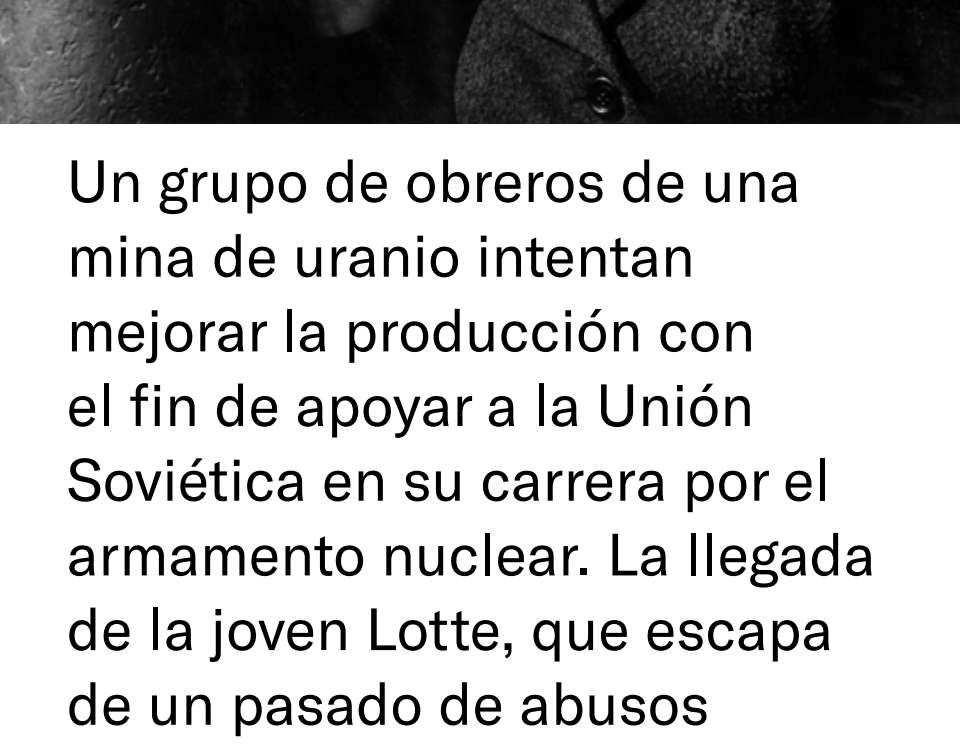 Un grupo de obreros de una
mina de uranio intentan
mejorar la producción con
el fin de apoyar a la Unión
Soviética en su carrera por el
armamento nuclear. La llegada
de la joven Lotte, que escapa
de un pasado de abusos